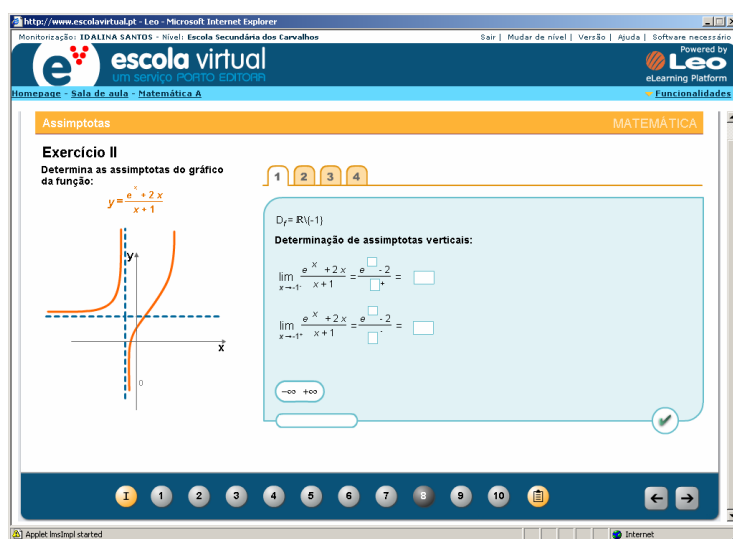 http://www.escolavirtual.pt - Leo - Microsoft Internet Explorer
Monitorização: IDALINA SANTOS - Nível: Escola Secundária dos Carvalhos
Sair | Mudar de nível | Versão | Ajuda | Software necessário
e escola virtual
um serviço PORTO EDITORA
Powered by
Leo
eLearning Platform
Homepage - Sala de aula - Matemática A
Funcionalidades
Assimptotas
MATEMÁTICA
Exercício II
Determina as assimptotas do gráfico
da função:
y = (e^x + 2x)/(x + 1)
y
x
0
1 2 3 4
Df = ℝ\{-1}
Determinação de assimptotas verticais:
lim x→-1- (e^x + 2x)/(x + 1) = (e^□ - 2)/□+ = □
lim x→-1+ (e^x + 2x)/(x + 1) = (e^□ - 2)/□- = □
-∞ +∞
I 1 2 3 4 5 6 7 8 9 10
Applet lmsImpl started
Internet